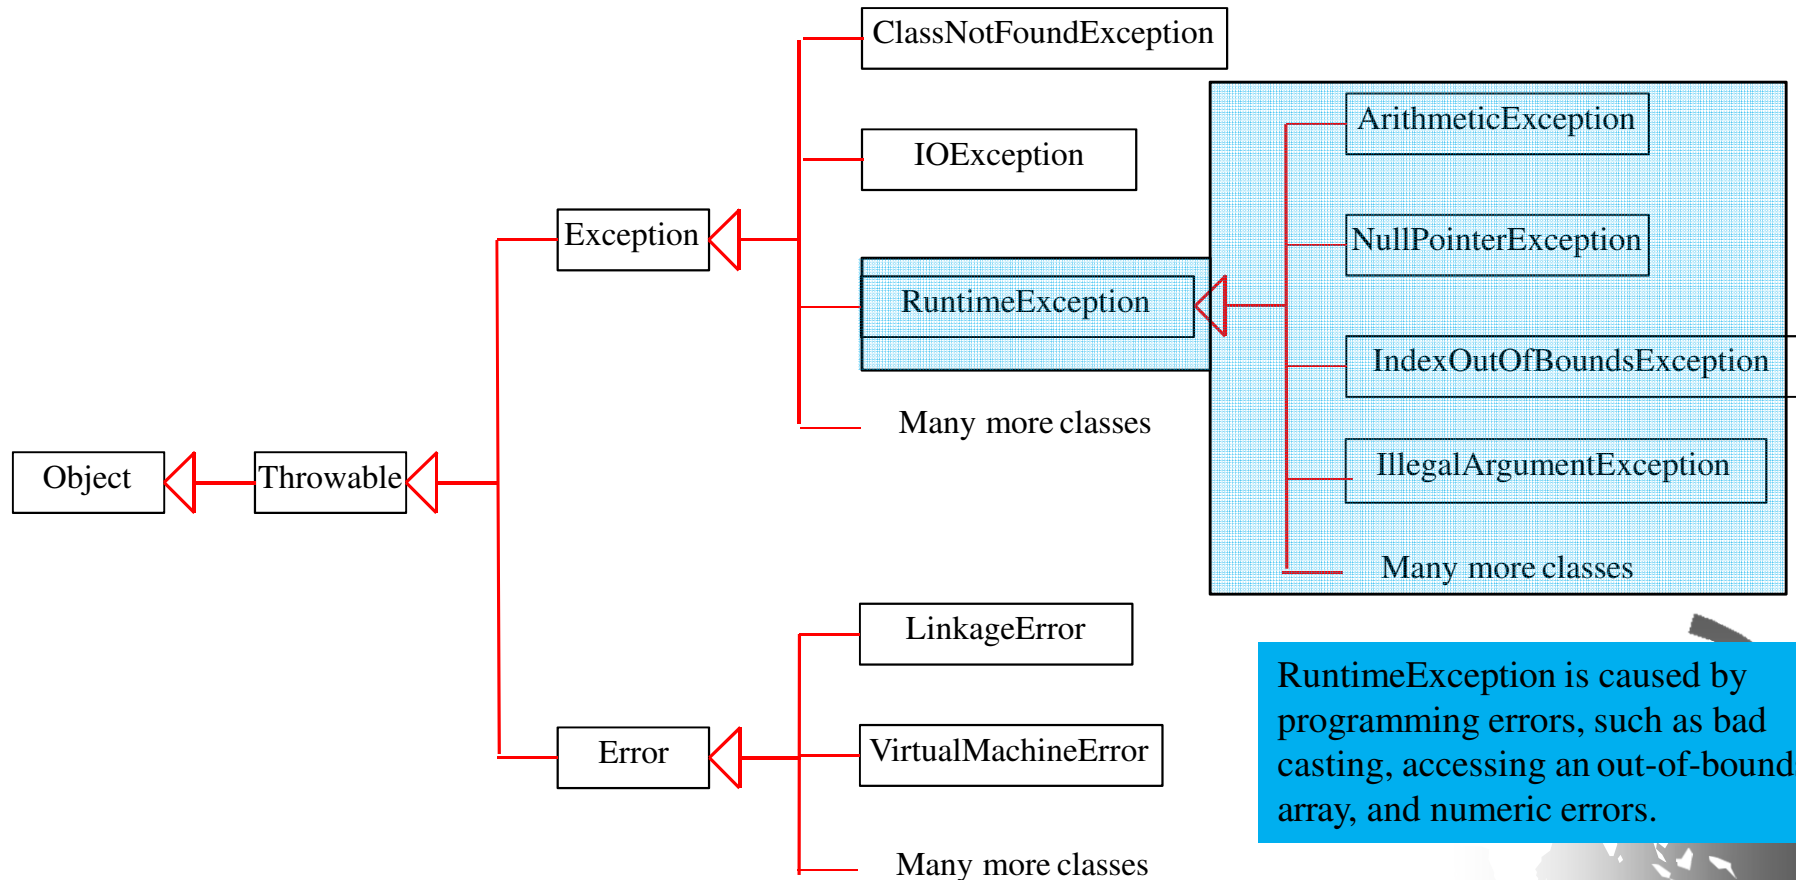 ClassNotFoundException
ArithmeticException
IOException
Exception
NullPointerException
RuntimeException
IndexOutOfBoundsException
Many more classes
Object
Throwable
IllegalArgumentException
Many more classes
LinkageError
Error
VirtualMachineError
Many more classes
RuntimeException is caused by
programming errors, such as bad
casting, accessing an out-of-bounds
array, and numeric errors.